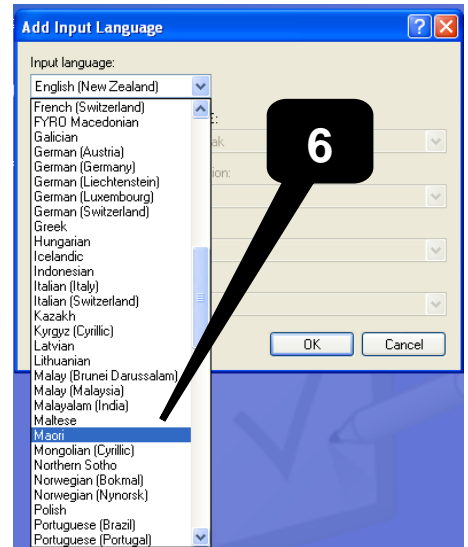 Add Input Language
Input language:
English (New Zealand)
French (Switzerland)
FYRO Macedonian
Galician
German (Austria)
German (Germany)
German (Liechtenstein)
German (Luxembourg)
German (Switzerland)
Greek
Hungarian
Icelandic
Indonesian
Italian (Italy)
Italian (Switzerland)
Kazakh
Kyrgyz (Cyrillic)
Latvian
Lithuanian
Malay (Brunei Darussalam)
Malay (Malaysia)
Malayalam (India)
Maltese
Maori
Mongolian (Cyrillic)
Northern Sotho
Norwegian (Bokmal)
Norwegian (Nynorsk)
Polish
Portuguese (Brazil)
Portuguese (Portugal)
6
OK
Cancel